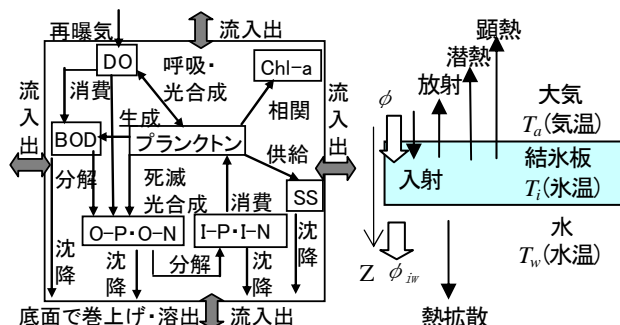 再曝気
流入出
DO
呼吸・
光合成
Chl-a
消費
相関
流入出
生成
BOD
プランクトン
流入出
供給
分解
死滅
光合成
消費
SS
O-P・O-N
I-P・I-N
沈降
沈降
分解
沈降
沈降
底面で巻上げ・溶出
流入出
顕熱
潜熱
放射
大気
ϕ
T_a(気温)
結氷板
入射
T_i(氷温)
水
T_w(水温)
Z
ϕ_iw
熱拡散